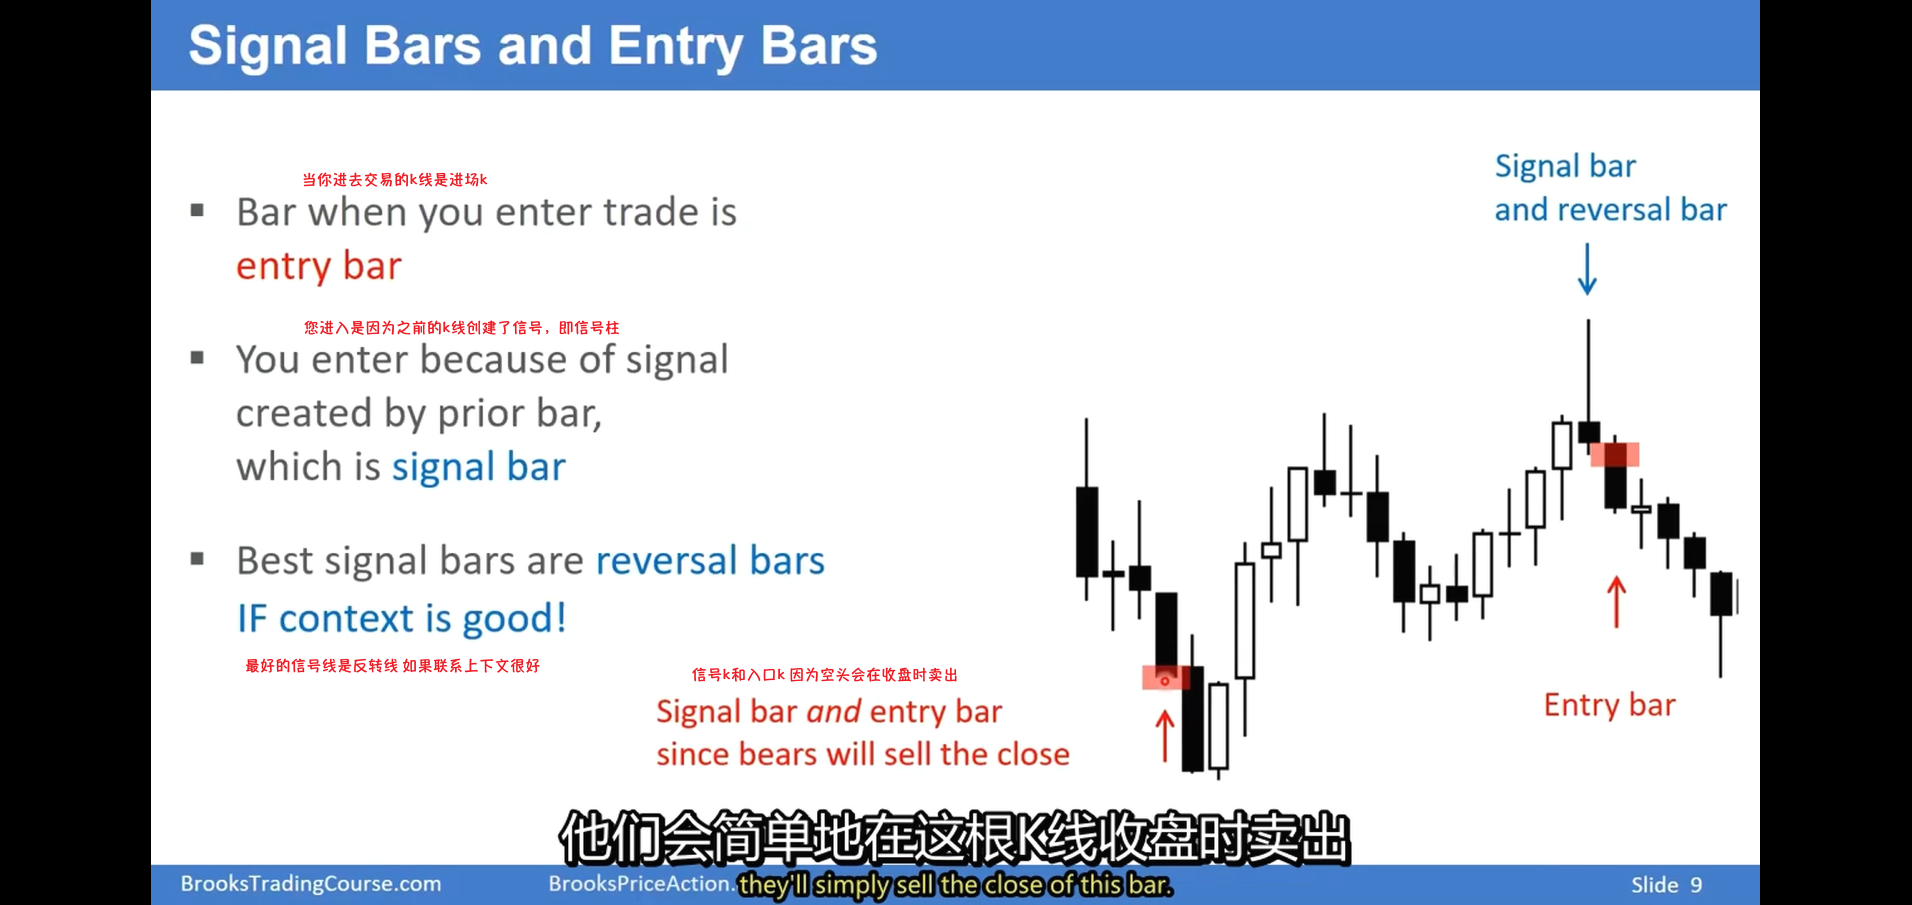 Signal Bars and Entry Bars
当你进去交易的k线是进场k
Bar when you enter trade is
entry bar
您进入是因为之前的k线创建了信号，即信号柱
You enter because of signal
created by prior bar,
which is signal bar
Best signal bars are reversal bars
IF context is good!
最好的信号线是反转线 如果联系上下文很好
Signal bar
and reversal bar
Entry bar
信号k和入口k 因为空头会在收盘时卖出
Signal bar and entry bar
since bears will sell the close
他们会简单地在这根K线收盘时卖出
they'll simply sell the close of this bar.
BrooksTradingCourse.com
BrooksPriceAction.
Slide 9